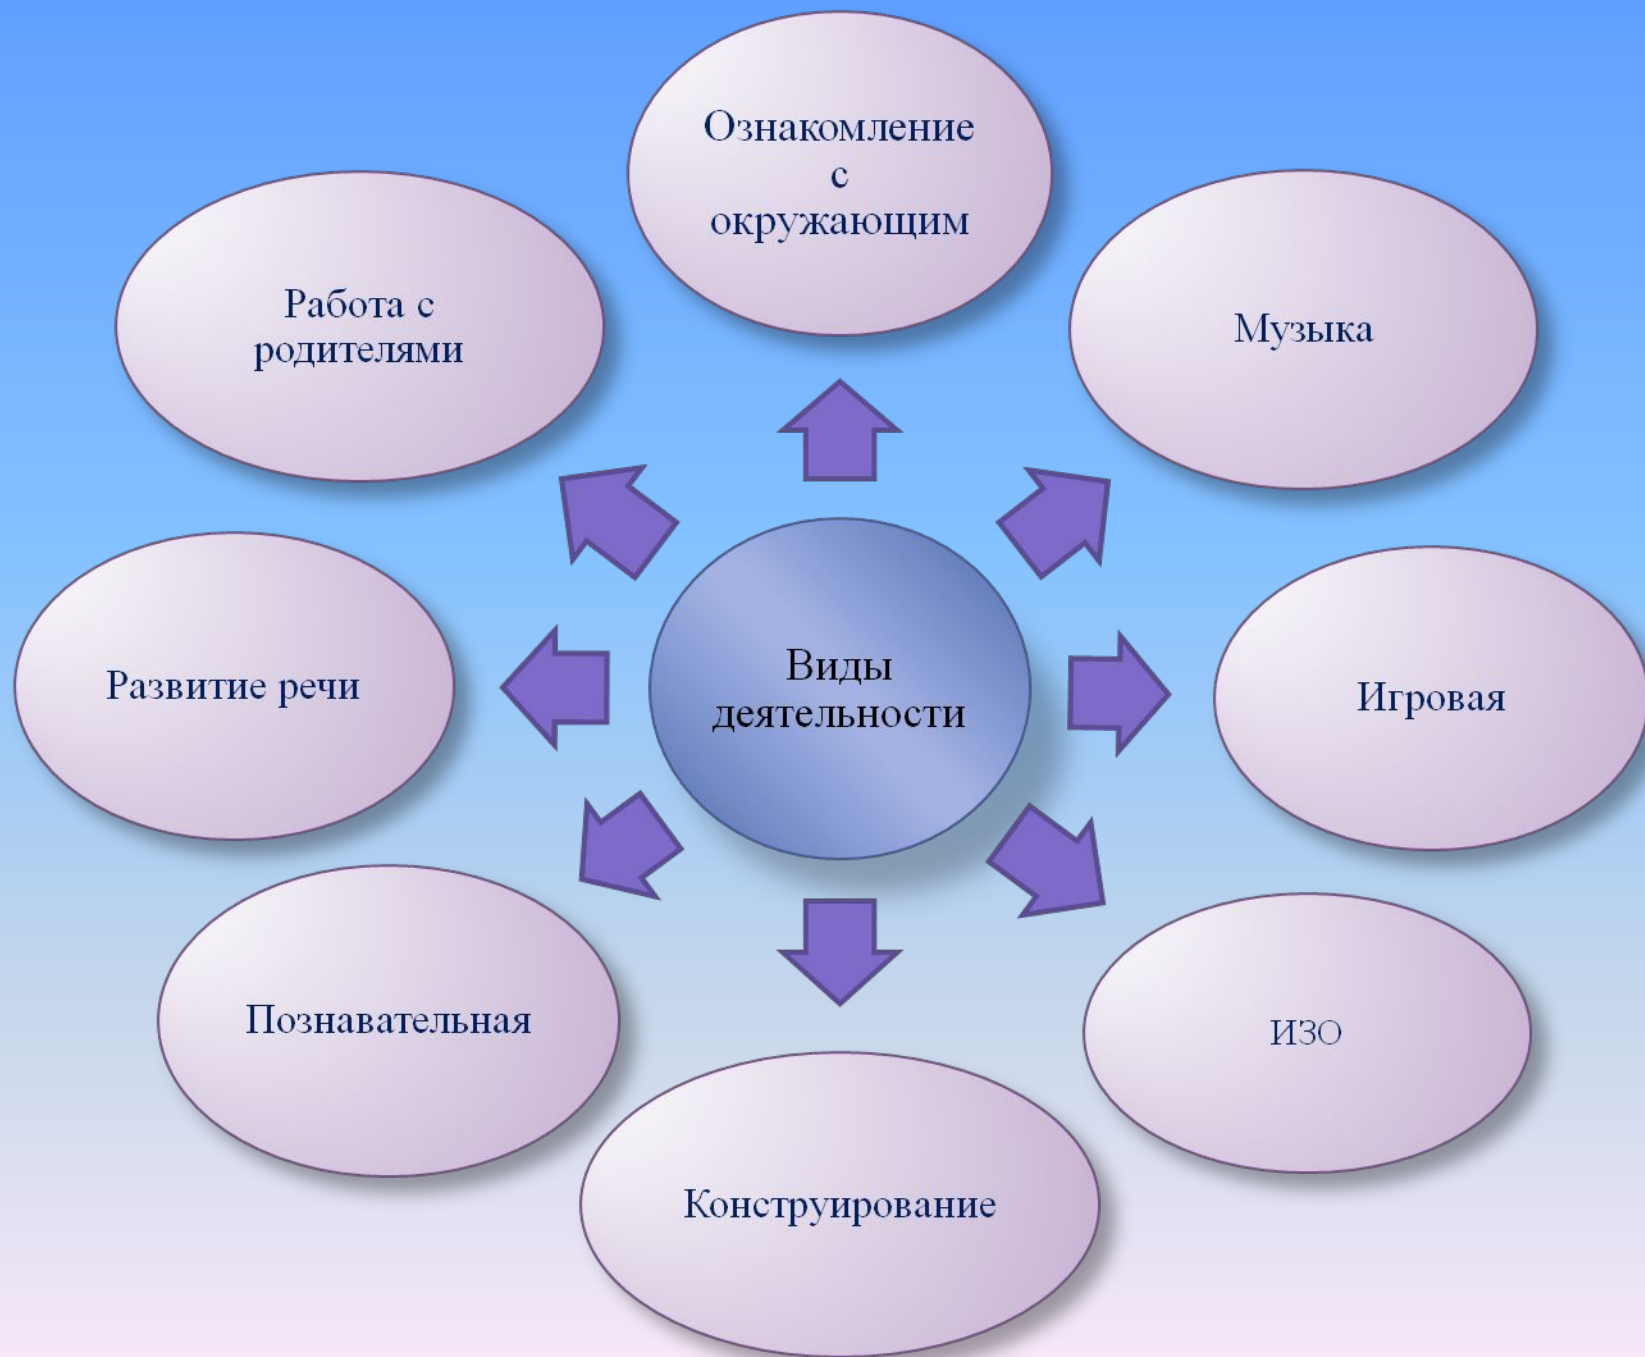 Ознакомление
с
окружающим
Работа с
родителями
Музыка
Виды
деятельности
Развитие речи
Игровая
Познавательная
ИЗО
Конструирование